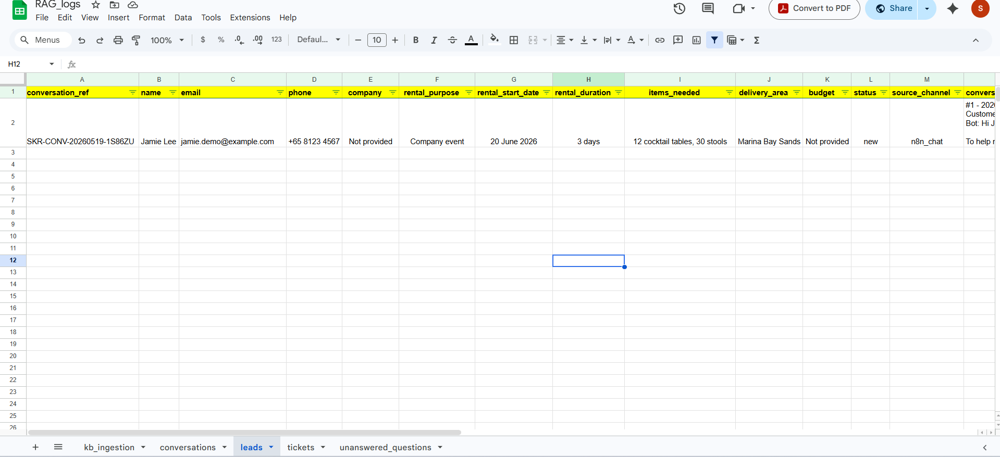 RAG_logs
File Edit View Insert Format Data Tools Extensions Help
Convert to PDF
Share
S
Menus 100% $ % .0 .00 123 Defaul... 10 B I A
H12 fx
A B C D E F G H I J K L M
1 conversation_ref name email phone company rental_purpose rental_start_date rental_duration items_needed delivery_area budget status source_channel convers
#1 - 202
Custome
Bot: Hi J
2 SKR-CONV-20260519-1S86ZU Jamie Lee jamie.demo@example.com +65 8123 4567 Not provided Company event 20 June 2026 3 days 12 cocktail tables, 30 stools Marina Bay Sands Not provided new n8n_chat To help r
3
4
5
6
7
8
9
10
11
12
13
14
15
16
17
18
19
20
21
22
23
24
25
26
kb_ingestion conversations leads tickets unanswered_questions